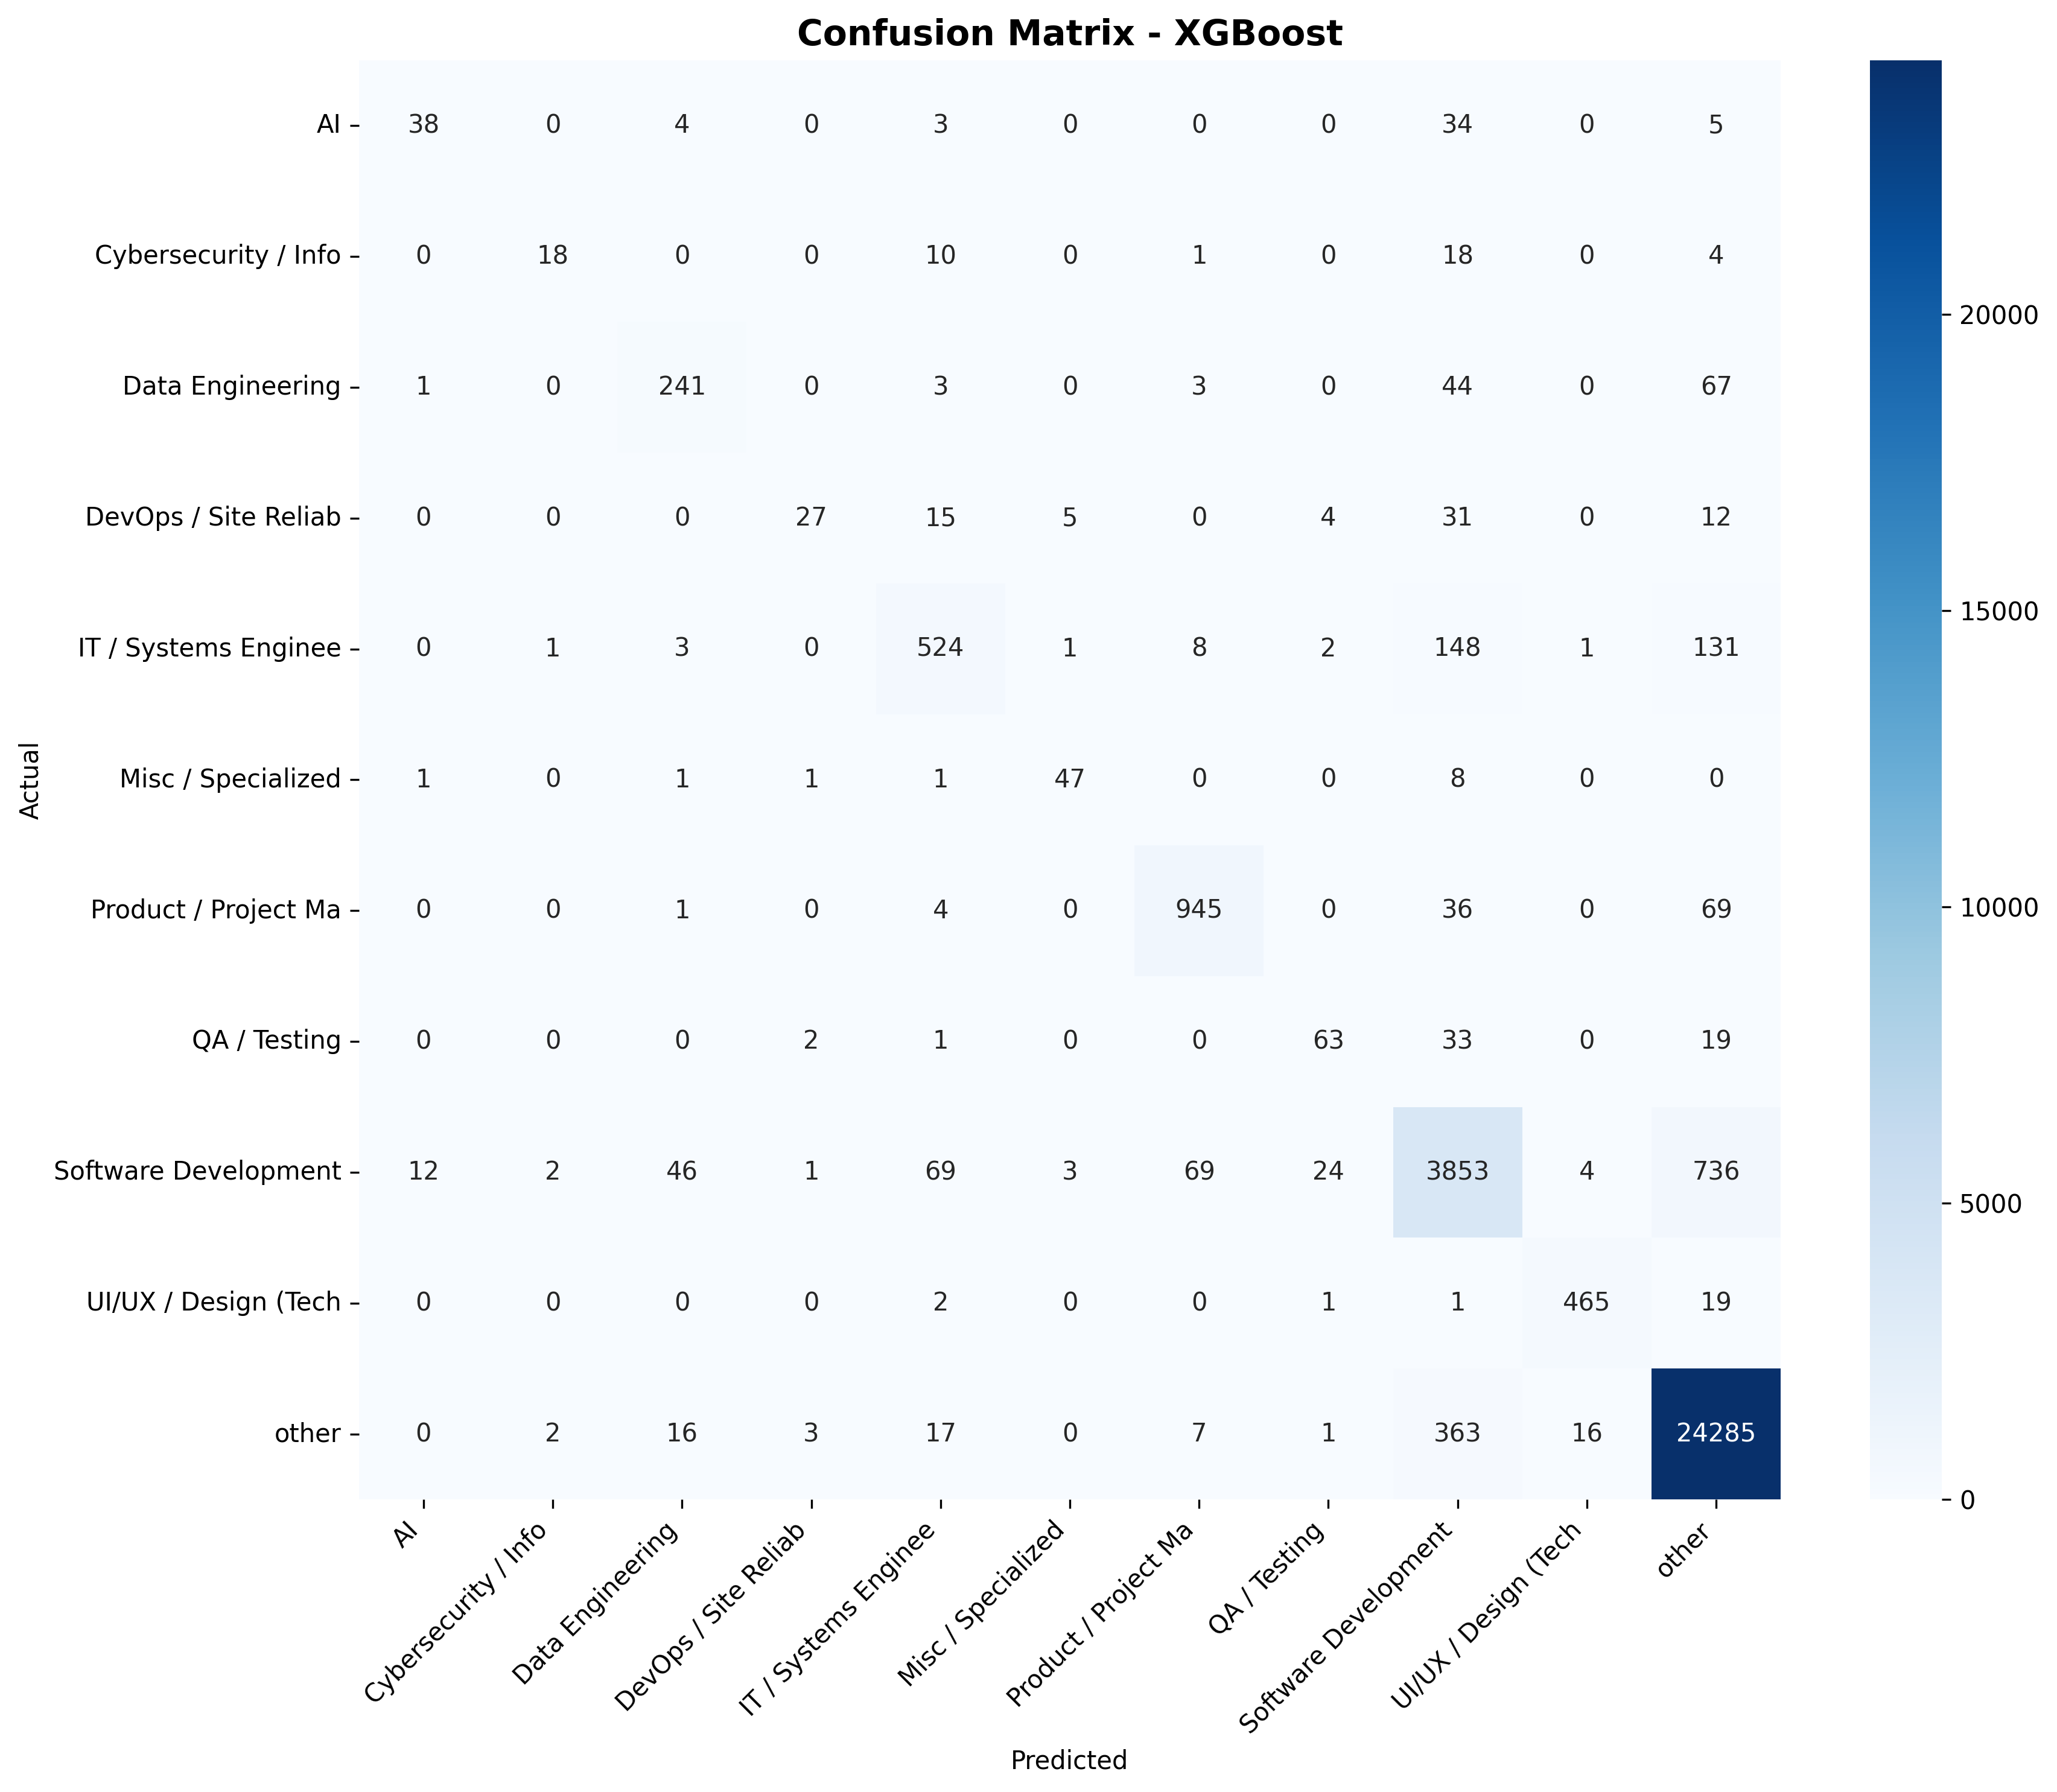 Confusion Matrix - XGBoost
AI 38 0 4 0 3 0 0 0 34 0 5
Cybersecurity / Info 0 18 0 0 10 0 1 0 18 0 4
Data Engineering 1 0 241 0 3 0 3 0 44 0 67
DevOps / Site Reliab 0 0 0 27 15 5 0 4 31 0 12
IT / Systems Enginee 0 1 3 0 524 1 8 2 148 1 131
Misc / Specialized 1 0 1 1 1 47 0 0 8 0 0
Product / Project Ma 0 0 1 0 4 0 945 0 36 0 69
QA / Testing 0 0 0 2 1 0 0 63 33 0 19
Software Development 12 2 46 1 69 3 69 24 3853 4 736
UI/UX / Design (Tech 0 0 0 0 2 0 0 1 1 465 19
other 0 2 16 3 17 0 7 1 363 16 24285
Actual
AI
Cybersecurity / Info
Data Engineering
DevOps / Site Reliab
IT / Systems Enginee
Misc / Specialized
Product / Project Ma
QA / Testing
Software Development
UI/UX / Design (Tech
other
Predicted
20000
15000
10000
5000
0